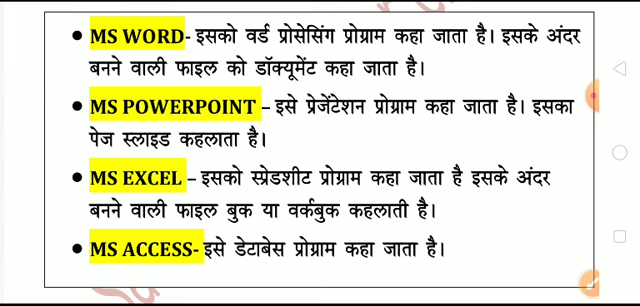 • MS WORD- इसको वर्ड प्रोसेसिंग प्रोग्राम कहा जाता है। इसके अंदर
बनने वाली फाइल को डॉक्यूमेंट कहा जाता है।
• MS POWERPOINT – इसे प्रेजेंटेशन प्रोग्राम कहा जाता है। इसका
पेज स्लाइड कहलाता है।
• MS EXCEL – इसको स्प्रेडशीट प्रोग्राम कहा जाता है इसके अंदर
बनने वाली फाइल बुक या वर्कबुक कहलाती है।
• MS ACCESS- इसे डेटाबेस प्रोग्राम कहा जाता है।